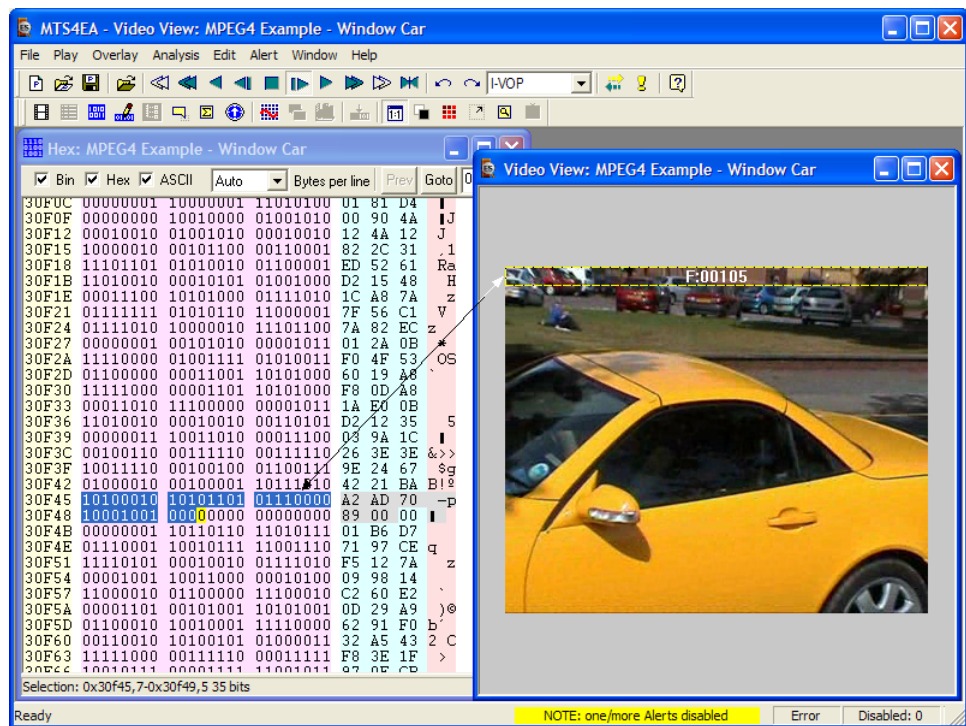 MTS4EA - Video View: MPEG4 Example - Window Car
File Play Overlay Analysis Edit Alert Window Help
I-VOP
Hex: MPEG4 Example - Window Car
Bin Hex ASCII Auto Bytes per line Prev Goto 0
30F0C 00000001 10000001 11010100 01 81 D4
30F0F 00000000 10010000 01001010 00 90 4A J
30F12 00010010 01001010 00010010 12 4A 12 J
30F15 10000010 00101100 00110001 82 2C 31 ,1
30F18 11101101 01010010 01100001 ED 52 61 Ra
30F1B 11010010 00010101 01001000 D2 15 48 H
30F1E 00011100 10101000 01111010 1C A8 7A z
30F21 01111111 01010110 11000001 7F 56 C1 V
30F24 01111010 10000010 11101100 7A 82 EC z
30F27 00000001 00101010 00001011 01 2A 0B *
30F2A 11110000 01001111 01010011 F0 4F 53 OS
30F2D 01100000 00011001 10101000 60 19 A8 `
30F30 11111000 00001101 10101000 F8 0D A8
30F33 00011010 11100000 00001011 1A E0 0B
30F36 11010010 00010010 00110101 D2 12 35 5
30F39 00000011 10011010 00011100 03 9A 1C
30F3C 00100110 00111110 00111110 26 3E 3E &>>
30F3F 10011110 00100100 01100111 9E 24 67 $g
30F42 01000010 00100001 10111010 42 21 BA B!º
30F45 10100010 10101101 01110000 A2 AD 70 -p
30F48 10001001 00000000 00000000 89 00 00
30F4B 00000001 10110110 11010111 01 B6 D7
30F4E 01110001 10010111 11001110 71 97 CE q
30F51 11110101 00010010 01111010 F5 12 7A z
30F54 00001001 10011000 00010100 09 98 14
30F57 11000010 01100000 11100010 C2 60 E2 `
30F5A 00001101 00101001 10101001 0D 29 A9 )©
30F5D 01100010 10010001 11110000 62 91 F0 b
30F60 00110010 10100101 01000011 32 A5 43 2 C
30F63 11111000 00111110 00011111 F8 3E 1F >
30F66 10010111 00001111 11001011 97 0F CB
Selection: 0x30f45,7-0x30f49,5 35 bits
Video View: MPEG4 Example - Window Car
F:00105
Ready NOTE: one/more Alerts disabled Error Disabled: 0